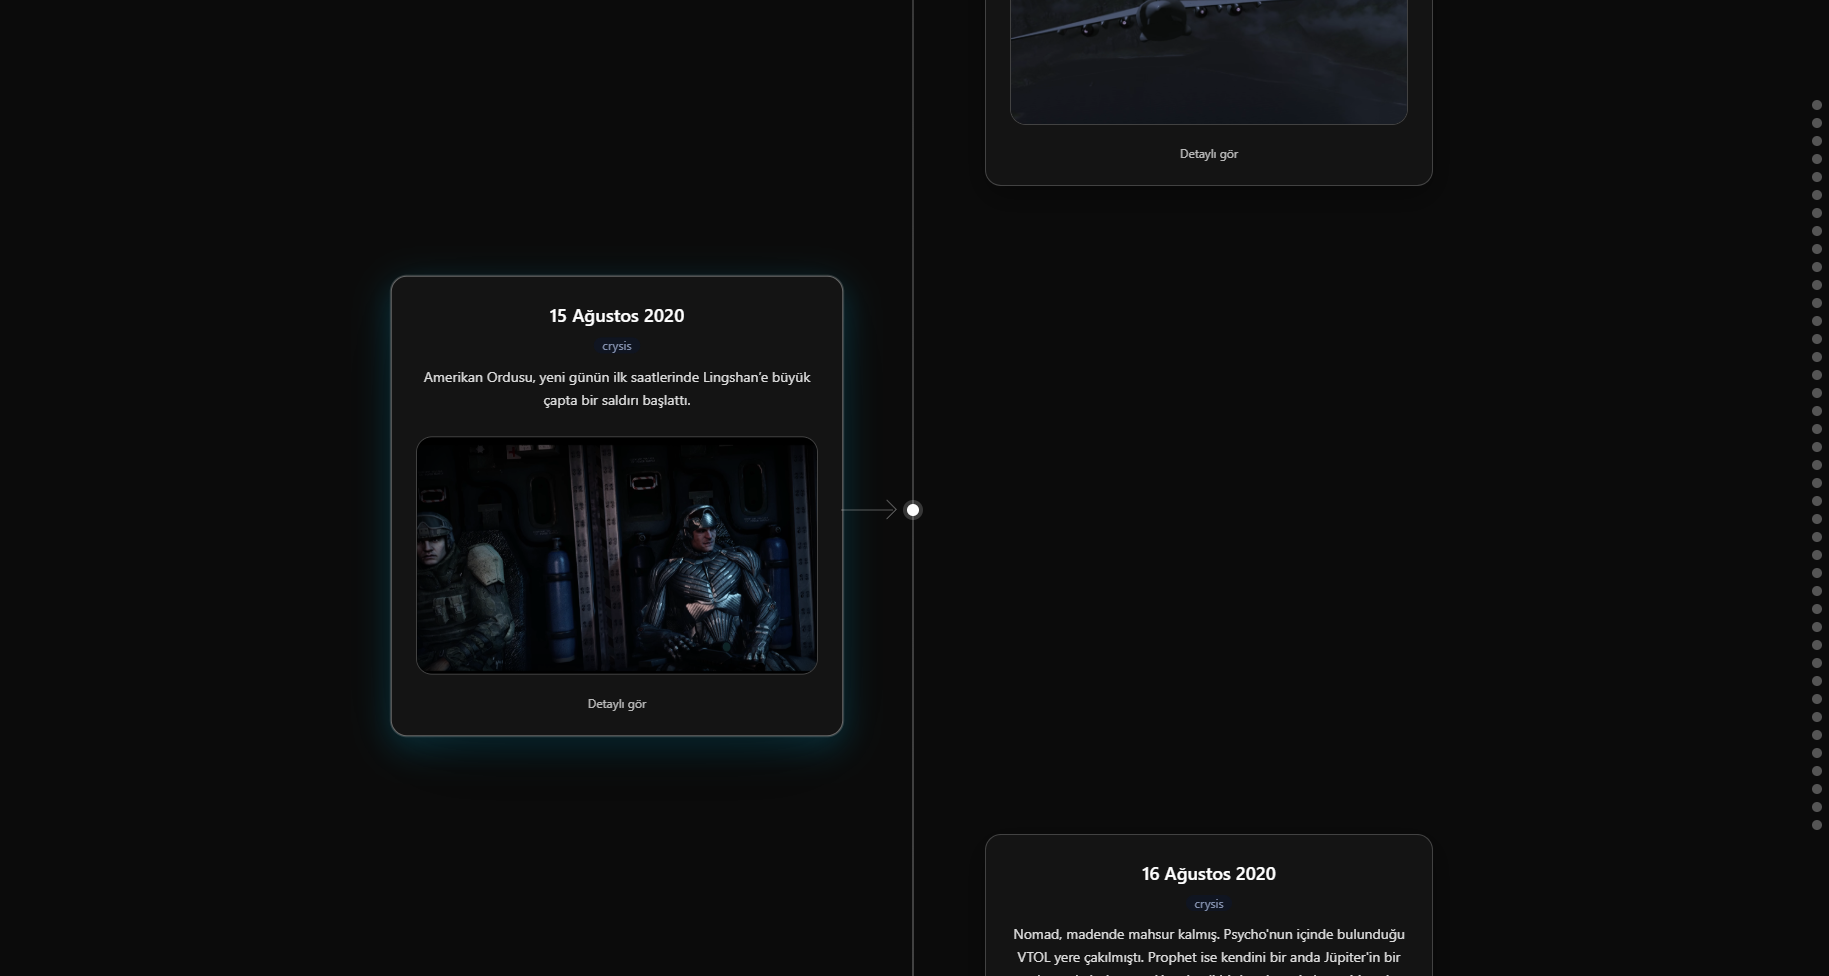 Detaylı gör
15 Ağustos 2020
crysis
Amerikan Ordusu, yeni günün ilk saatlerinde Lingshan'e büyük
çapta bir saldırı başlattı.
Detaylı gör
16 Ağustos 2020
crysis
Nomad, madende mahsur kalmış. Psycho'nun içinde bulunduğu
VTOL yere çakılmıştı. Prophet ise kendini bir anda Jüpiter'in bir